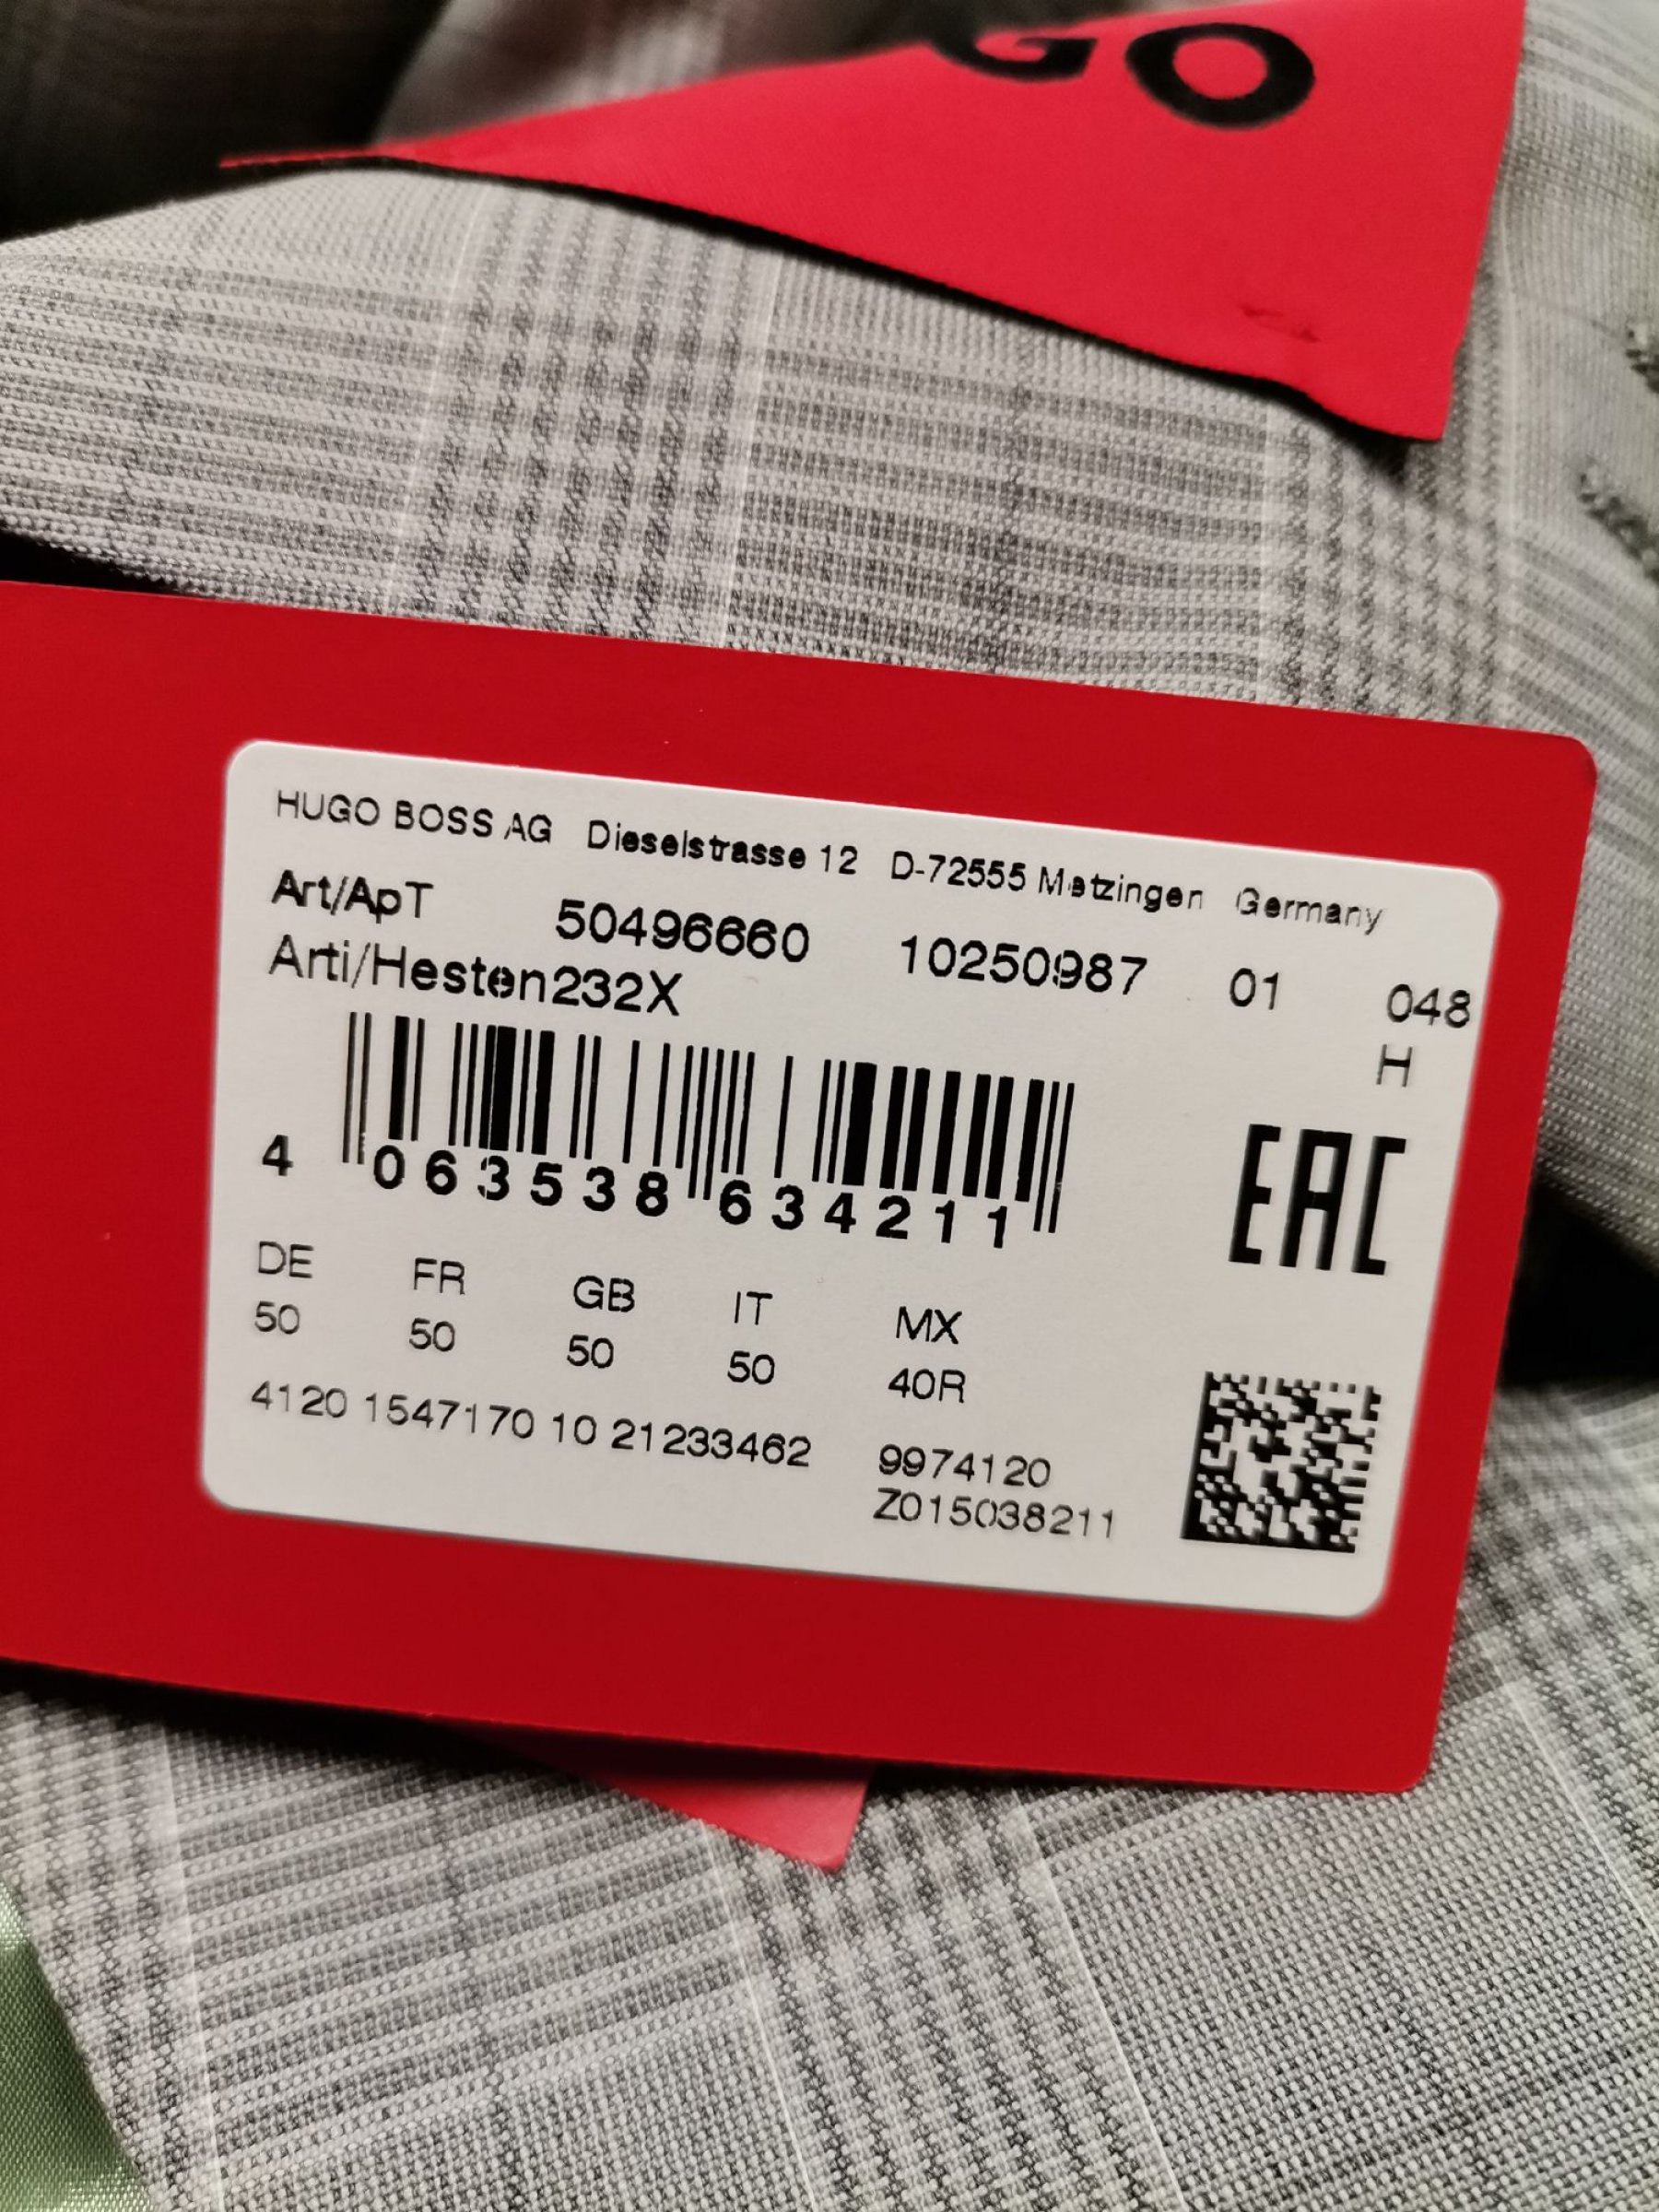 GO
HUGO BOSS AG Dieselstrasse 12 D-72555 Metzingen Germany
Art/АрТ 50496660 10250987 01 048
Arti/Hesten232X H
4 063538 634211
EAC
DE FR GB IT MX
50 50 50 50 40R
4120 1547170 10 21233462 9974120
Z015038211